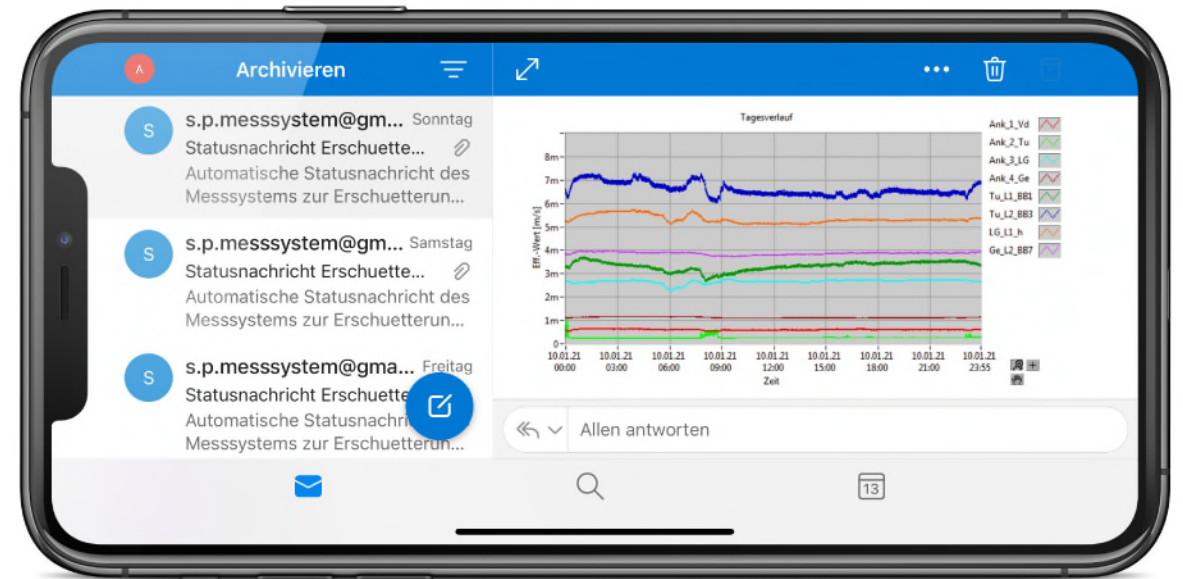 A
Archivieren
S
s.p.messsystem@gm... Sonntag
Statusnachricht Erschuette...
Automatische Statusnachricht des
Messsystems zur Erschuetterun...
S
s.p.messsystem@gm... Samstag
Statusnachricht Erschuette...
Automatische Statusnachricht des
Messsystems zur Erschuetterun...
S
s.p.messsystem@gma... Freitag
Statusnachricht Erschuette
Automatische Statusnachri
Messsystems zur Erschuetterun...
Tagesverlauf
Eff.-Wert [m/s]
8m
7m
6m
5m
4m
3m
2m
1m
0
10.01.21 10.01.21 10.01.21 10.01.21 10.01.21 10.01.21 10.01.21 10.01.21 10.01.21
00:00 03:00 06:00 09:00 12:00 15:00 18:00 21:00 23:55
Zeit
Ank_1_Vd
Ank_2_Tu
Ank_3_LG
Ank_4_Ge
Tu_L1_BB1
Tu_L2_BB3
LG_L1_h
Ge_L2_BB7
Allen antworten
13